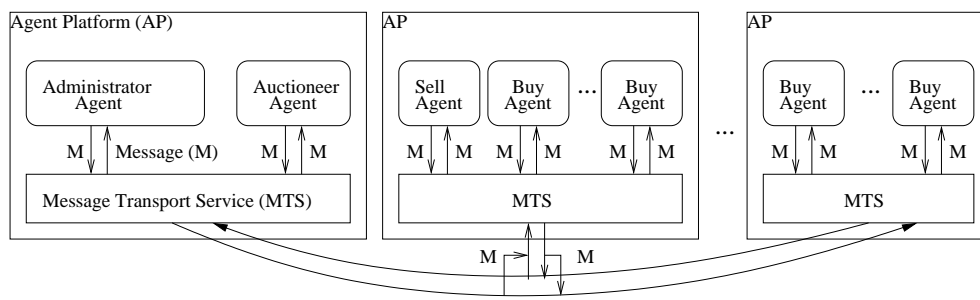 Agent Platform (AP)
AP
AP
Administrator
Agent
Auctioneer
Agent
Sell
Agent
Buy
Agent
...
Buy
Agent
Buy
Agent
...
Buy
Agent
...
M
Message (M)
M
M
M
M
M
M
M
M
M
M
M
M
Message Transport Service (MTS)
MTS
MTS
M
M